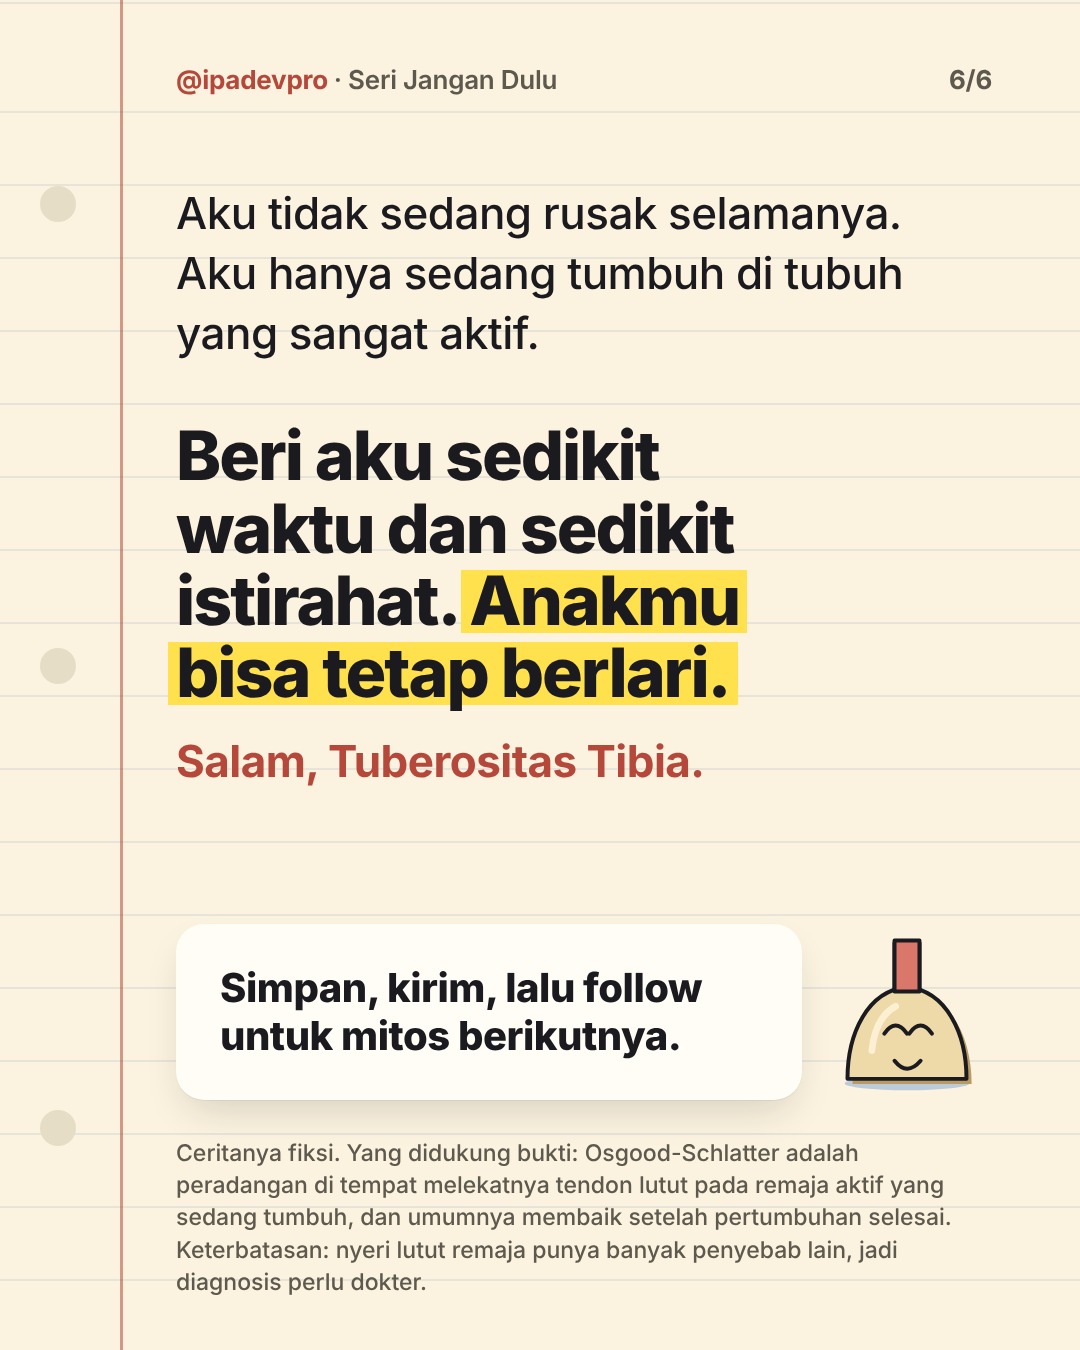 @ipadevpro · Seri Jangan Dulu
6/6
Aku tidak sedang rusak selamanya.
Aku hanya sedang tumbuh di tubuh
yang sangat aktif.
Beri aku sedikit
waktu dan sedikit
istirahat. Anakmu
bisa tetap berlari.
Salam, Tuberositas Tibia.
Simpan, kirim, lalu follow
untuk mitos berikutnya.
Ceritanya fiksi. Yang didukung bukti: Osgood-Schlatter adalah
peradangan di tempat melekatnya tendon lutut pada remaja aktif yang
sedang tumbuh, dan umumnya membaik setelah pertumbuhan selesai.
Keterbatasan: nyeri lutut remaja punya banyak penyebab lain, jadi
diagnosis perlu dokter.